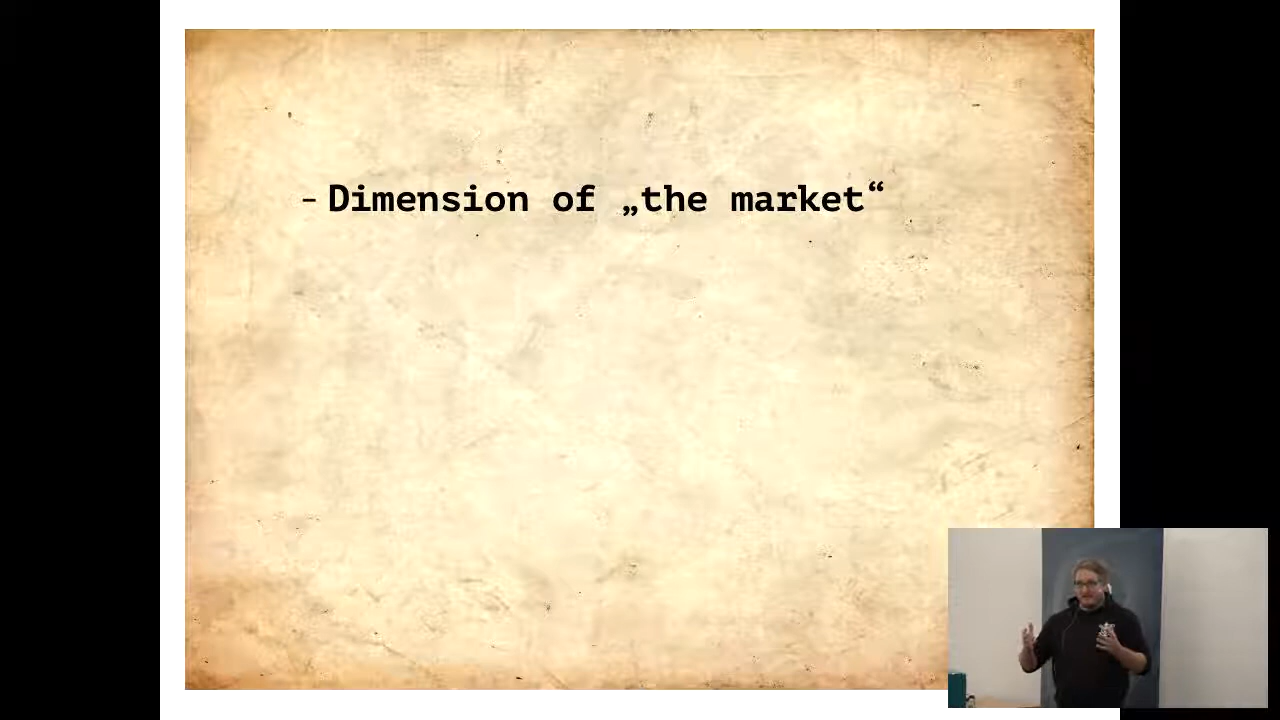 – Dimension of „the market“